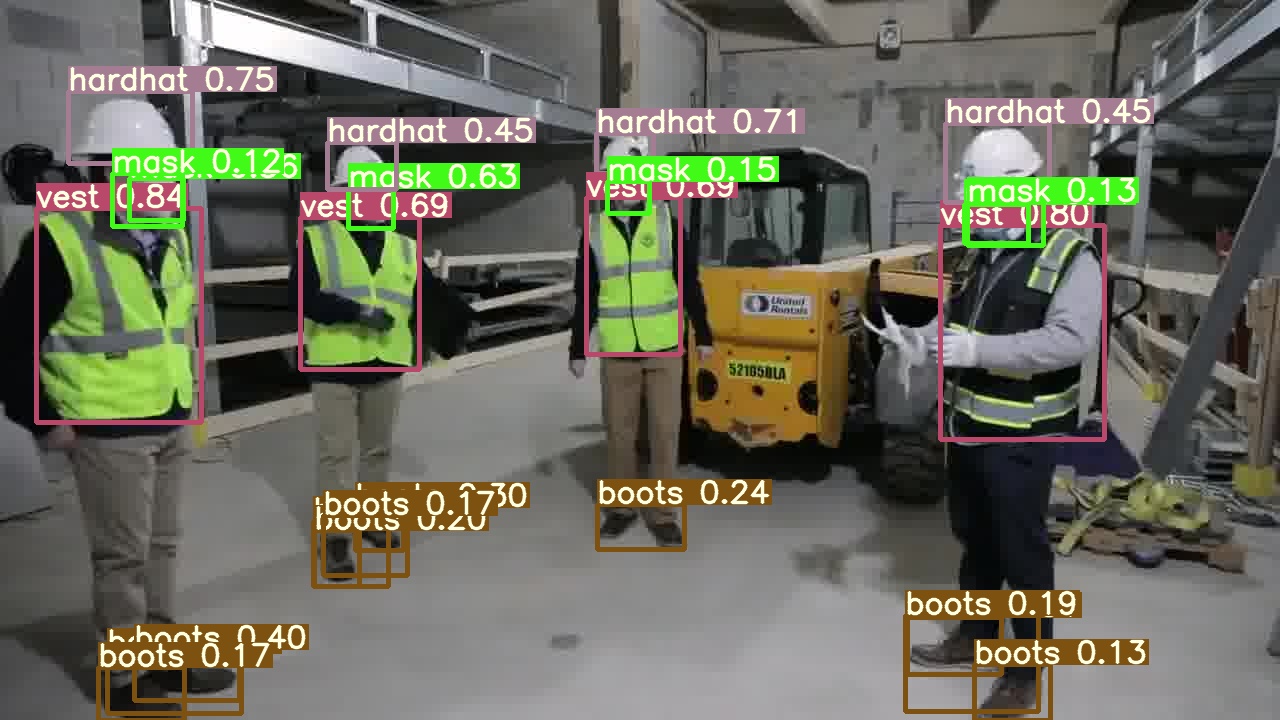 hardhat 0.75
hardhat 0.45
hardhat 0.71
hardhat 0.45
mask 0.12
mask 0.63
mask 0.15
mask 0.13
vest 0.84
vest 0.69
vest 0.69
vest 0.80
United
Rentals
52105BLA
boots 0.17
boots 0.20
boots 0.24
boots 0.19
boots 0.40
boots 0.17
boots 0.13